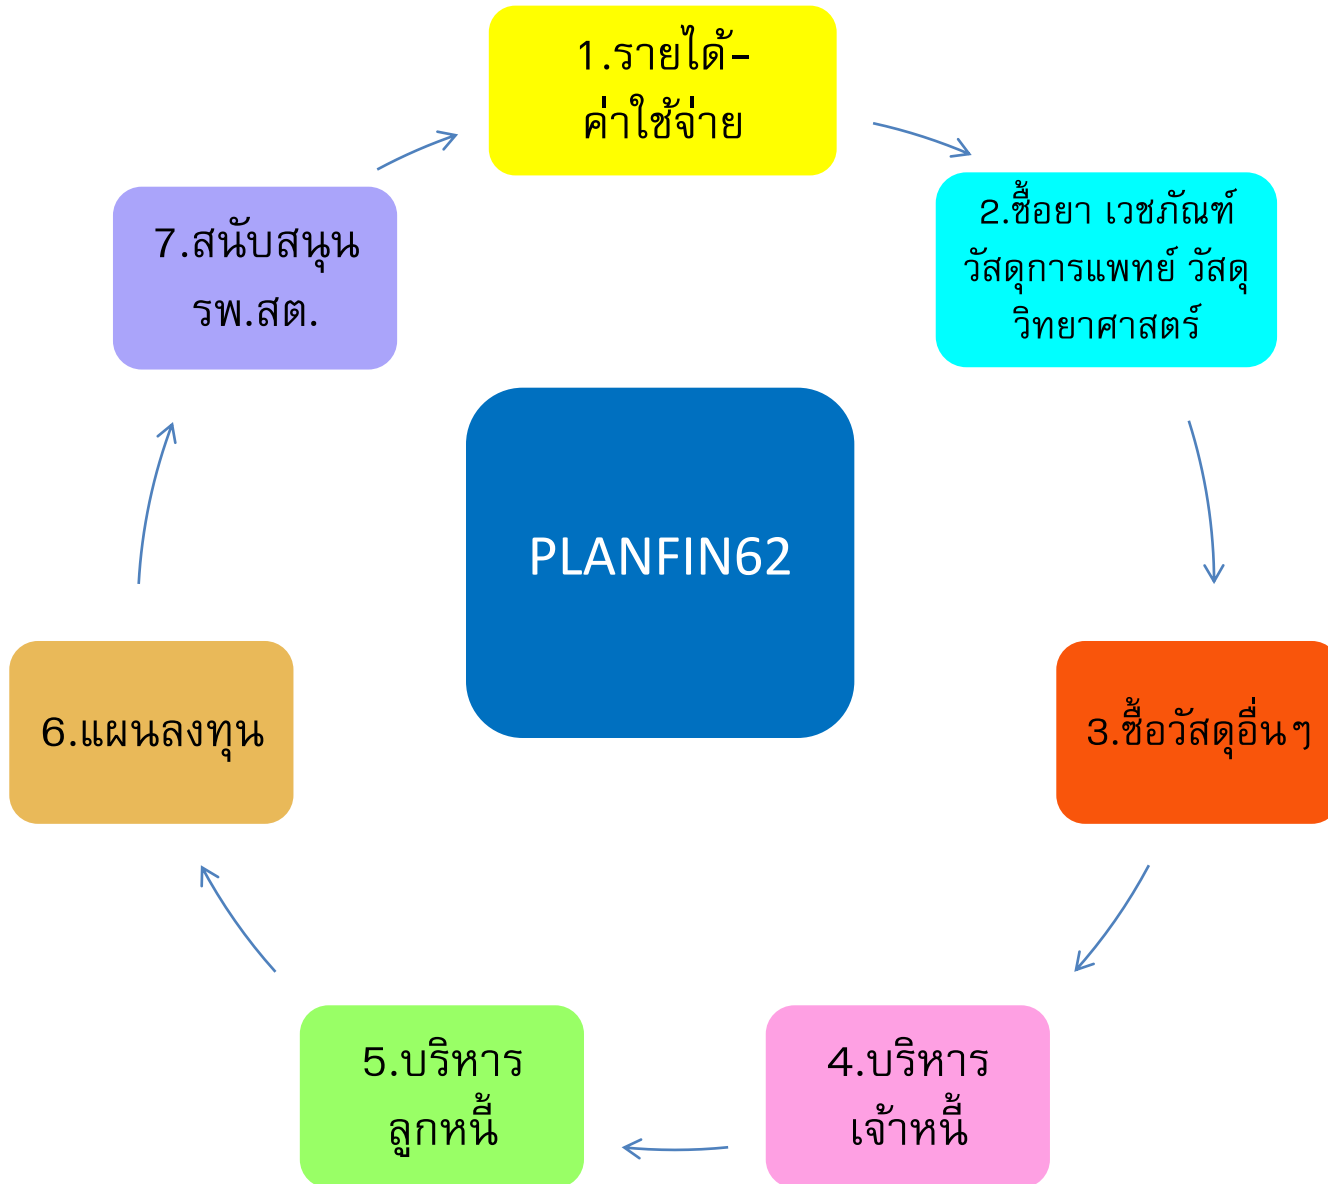 1.รายได้-
ค่าใช้จ่าย
2.ซื้อยา เวชภัณฑ์
วัสดุการแพทย์ วัสดุ
วิทยาศาสตร์
3.ซื้อวัสดุอื่นๆ
4.บริหาร
เจ้าหนี้
5.บริหาร
ลูกหนี้
6.แผนลงทุน
7.สนับสนุน
รพ.สต.
PLANFIN62